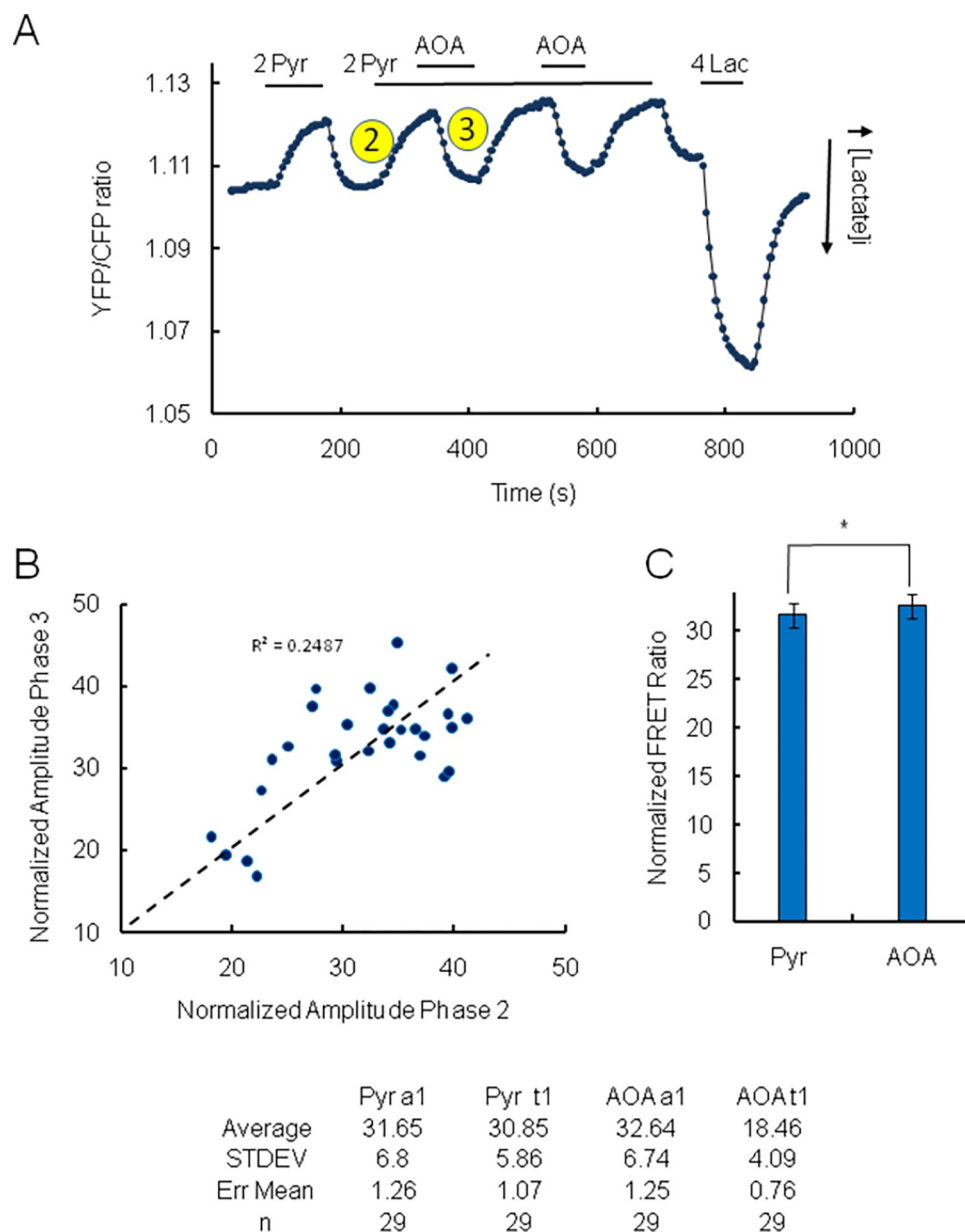 A
AOA AOA
2 Pyr 2 Pyr 4 Lac
1.13
1.11
1.09
1.07
1.05
YFP/CFP ratio
2
3
[Lactate]i
0 200 400 600 800 1000
Time (s)
B
50
40
30
20
10
R² = 0.2487
Normalized Amplitude Phase 3
10 20 30 40 50
Normalized Amplitude Phase 2
C
*
30
25
20
15
10
5
0
Normalized FRET Ratio
Pyr AOA
Pyr a1 Pyr t1 AOA a1 AOA t1
Average 31.65 30.85 32.64 18.46
STDEV 6.8 5.86 6.74 4.09
Err Mean 1.26 1.07 1.25 0.76
n 29 29 29 29